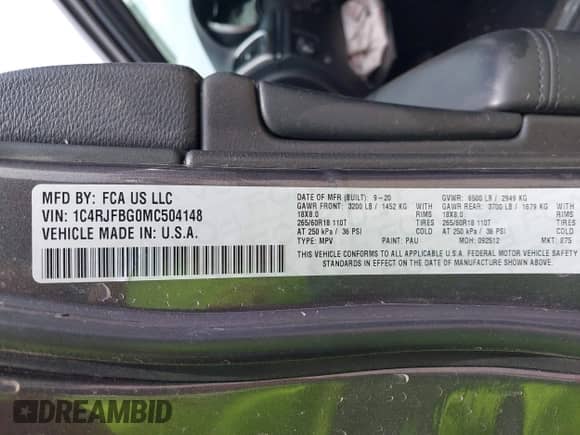 MFD BY: FCA US LLC
VIN: 1C4RJFBG0MC504148
VEHICLE MADE IN: U.S.A.
DATE OF MFR (BUILT): 9-20
GAWR FRONT: 3200 LB / 1452 KG WITH
18X8.0 RIMS
265/60R18 110T TIRES
AT 250 kPa / 36 PSI COLD
TYPE: MPV PAINT: PAU
GVWR: 6500 LB / 2949 KG
GAWR REAR: 3700 LB / 1679 KG WITH
18X8.0 RIMS
265/60R18 110T TIRES
AT 250 kPa / 36 PSI COLD
MDH: 092512 MKT: 875
THIS VEHICLE CONFORMS TO ALL APPLICABLE U.S.A. FEDERAL MOTOR VEHICLE SAFETY
STANDARDS IN EFFECT ON THE DATE OF MANUFACTURE SHOWN ABOVE.
DREAMBID